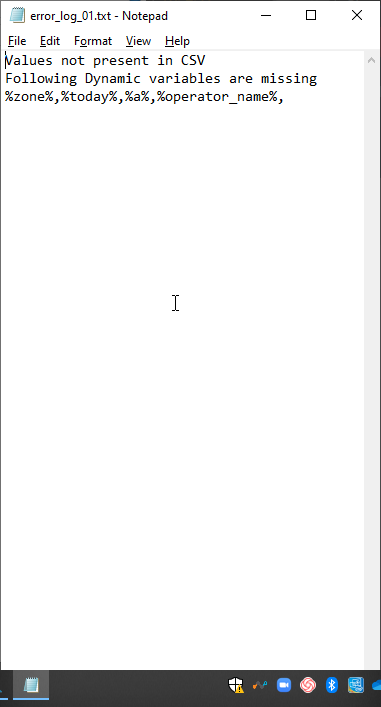 error_log_01.txt - Notepad
File Edit Format View Help
Values not present in CSV
Following Dynamic variables are missing
%zone%,%today%,%a%,%operator_name%,